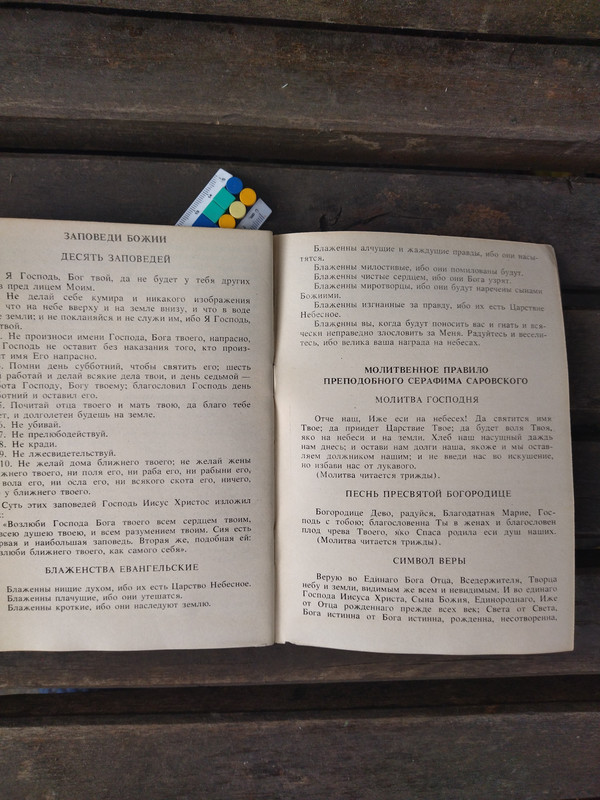 ЗАПОВЕДИ БОЖИИ
ДЕСЯТЬ ЗАПОВЕДЕЙ
Я Господь, Бог твой, да не будет у тебя других
пред лицем Моим.
Не делай себе кумира и никакого изображения
что на небе вверху и на земле внизу, и что в воде
земли; и не покланяйся и не служи им, ибо Я Господь,
твой.
Не произноси имени Господа, Бога твоего, напрасно,
Господь не оставит без наказания того, кто произ-
имя Его напрасно.
Помни день субботний, чтобы святить его; шесть
работай и делай всякие дела твои, и день седьмой —
Господу, Богу твоему; благословил Господь день
и оставил его.
Почитай отца твоего и мать твою, да благо тебе
и долголетен будешь на земле.
6. Не убивай.
7. Не прелюбодействуй.
8. Не кради.
9. Не лжесвидетельствуй.
10. Не желай дома ближнего твоего; не желай жены
твоего, ни поля его, ни раба его, ни рабыни его,
вола его, ни осла его, ни всякого скота его, ничего,
у ближнего твоего.
Суть этих заповедей Господь Иисус Христос изложил
«Возлюби Господа Бога твоего всем сердцем твоим,
всею душею твоею, и всем разумением твоим. Сия есть
и наибольшая заповедь. Вторая же, подобная ей:
ближнего твоего, как самого себя».
БЛАЖЕНСТВА ЕВАНГЕЛЬСКИЕ
Блаженны нищие духом, ибо их есть Царство Небесное.
Блаженны плачущие, ибо они утешатся.
Блаженны кроткие, ибо они наследуют землю.
Блаженны алчущие и жаждущие правды, ибо они насы-
тятся.
Блаженны милостивые, ибо они помилованы будут.
Блаженны чистые сердцем, ибо они Бога узрят.
Блаженны миротворцы, ибо они будут наречены сынами
Божиими.
Блаженны изгнанные за правду, ибо их есть Царствие
Небесное.
Блаженны вы, когда будут поносить вас и гнать и вся-
чески неправедно злословить за Меня. Радуйтесь и весели-
тесь, ибо велика ваша награда на небесах.
МОЛИТВЕННОЕ ПРАВИЛО
ПРЕПОДОБНОГО СЕРАФИМА САРОВСКОГО
МОЛИТВА ГОСПОДНЯ
Отче наш, Иже еси на небесех! Да святится имя
Твое; да приидет Царствие Твое; да будет воля Твоя,
яко на небеси и на земли. Хлеб наш насущный даждь
нам днесь; и остави нам долги наша, якоже и мы остав-
ляем должником нашим; и не введи нас во искушение,
но избави нас от лукавого.
(Молитва читается трижды).
ПЕСНЬ ПРЕСВЯТОЙ БОГОРОДИЦЕ
Богородице Дево, радуйся, Благодатная Марие, Гос-
подь с тобою; благословенна Ты в женах и благословен
плод чрева Твоего, яко Спаса родила еси душ наших.
(Молитва читается трижды).
СИМВОЛ ВЕРЫ
Верую во Единаго Бога Отца, Вседержителя, Творца
небу и земли, видимым же всем и невидимым. И во единаго
Господа Иисуса Христа, Сына Божия, Единороднаго, Иже
от Отца рожденнаго прежде всех век; Света от Света,
Бога истинна от Бога истинна, рожденна, несотворенна,